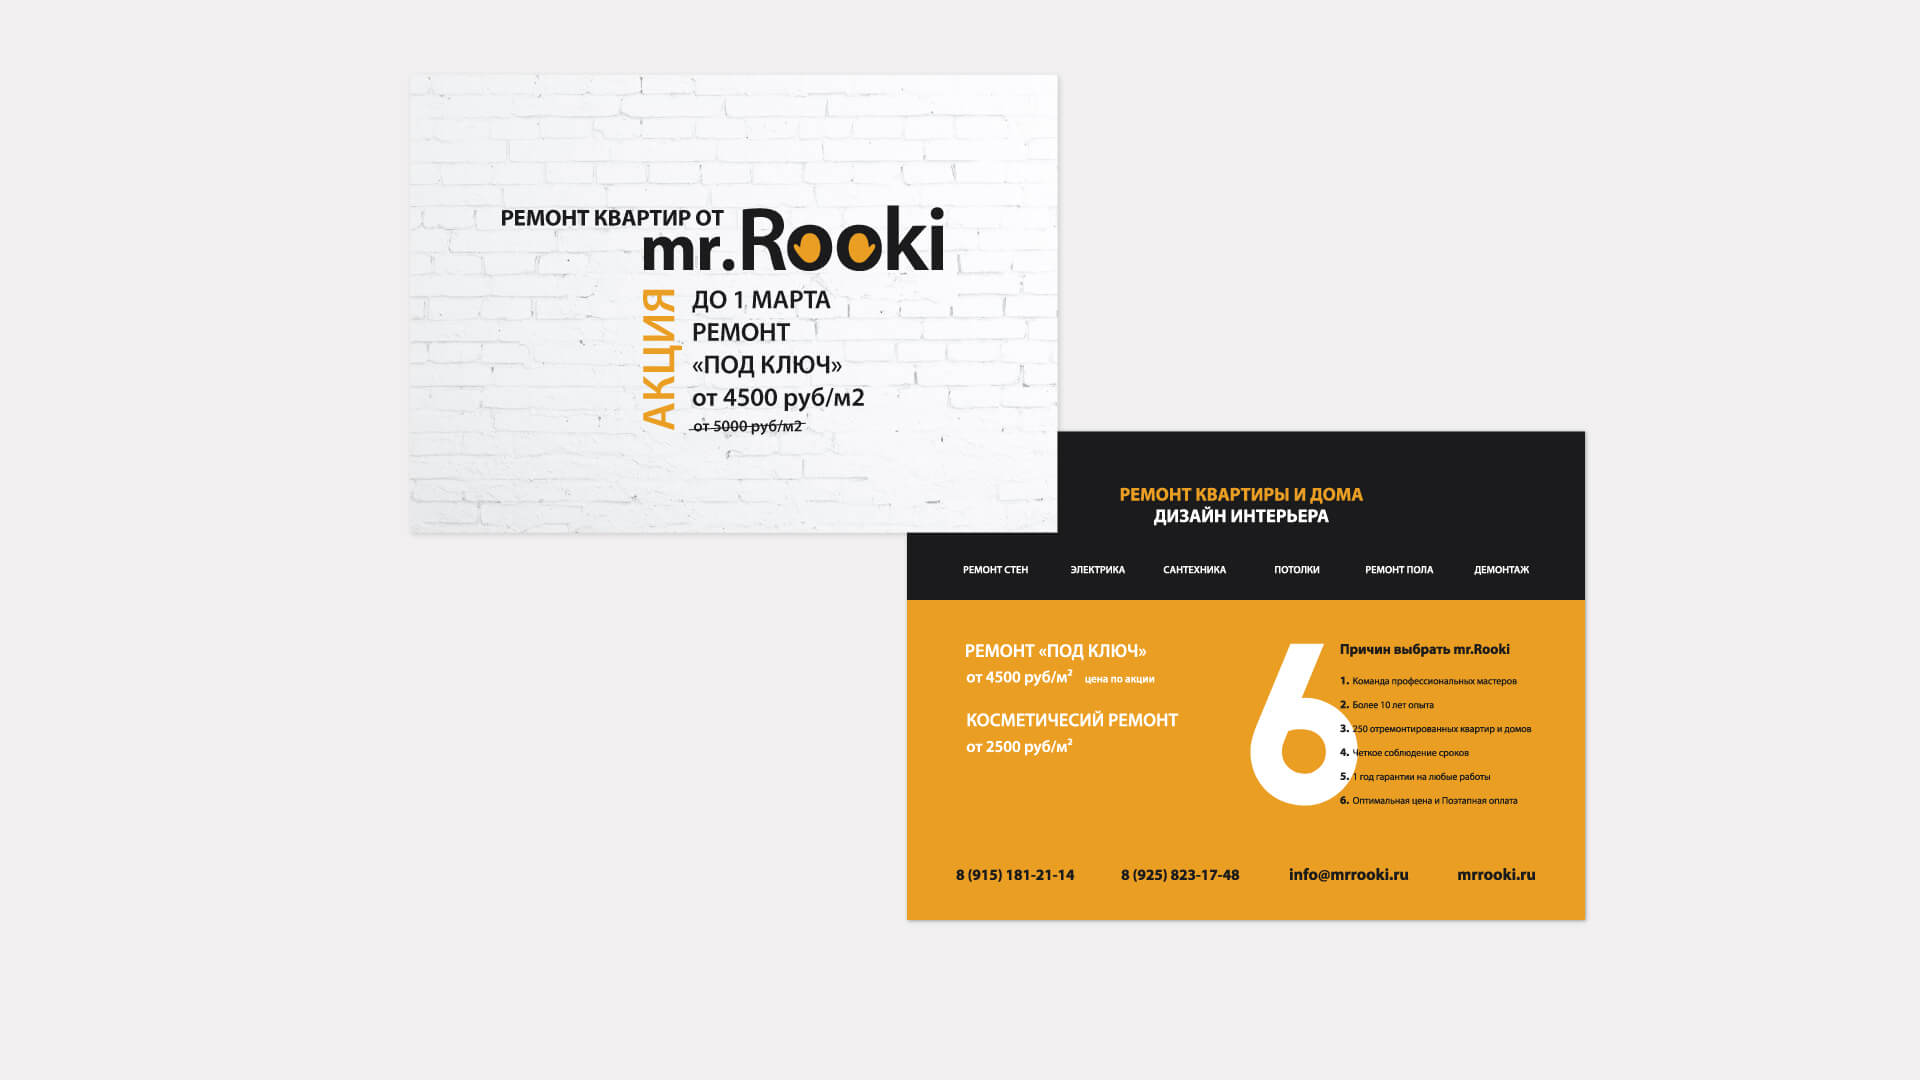 РЕМОНТ КВАРТИР ОТ
mr.Rooki
АКЦИЯ
ДО 1 МАРТА
РЕМОНТ
«ПОД КЛЮЧ»
от 4500 руб/м2
от 5000 руб/м2
РЕМОНТ КВАРТИРЫ И ДОМА
ДИЗАЙН ИНТЕРЬЕРА
РЕМОНТ СТЕН ЭЛЕКТРИКА САНТЕХНИКА ПОТОЛКИ РЕМОНТ ПОЛА ДЕМОНТАЖ
РЕМОНТ «ПОД КЛЮЧ»
от 4500 руб/м² цена по акции
КОСМЕТИЧЕСИЙ РЕМОНТ
от 2500 руб/м²
6
Причин выбрать mr.Rooki
1. Команда профессиональных мастеров
2. Более 10 лет опыта
3. 250 отремонтированных квартир и домов
4. Четкое соблюдение сроков
5. 1 год гарантии на любые работы
6. Оптимальная цена и Поэтапная оплата
8 (915) 181-21-14 8 (925) 823-17-48 info@mrrooki.ru mrrooki.ru